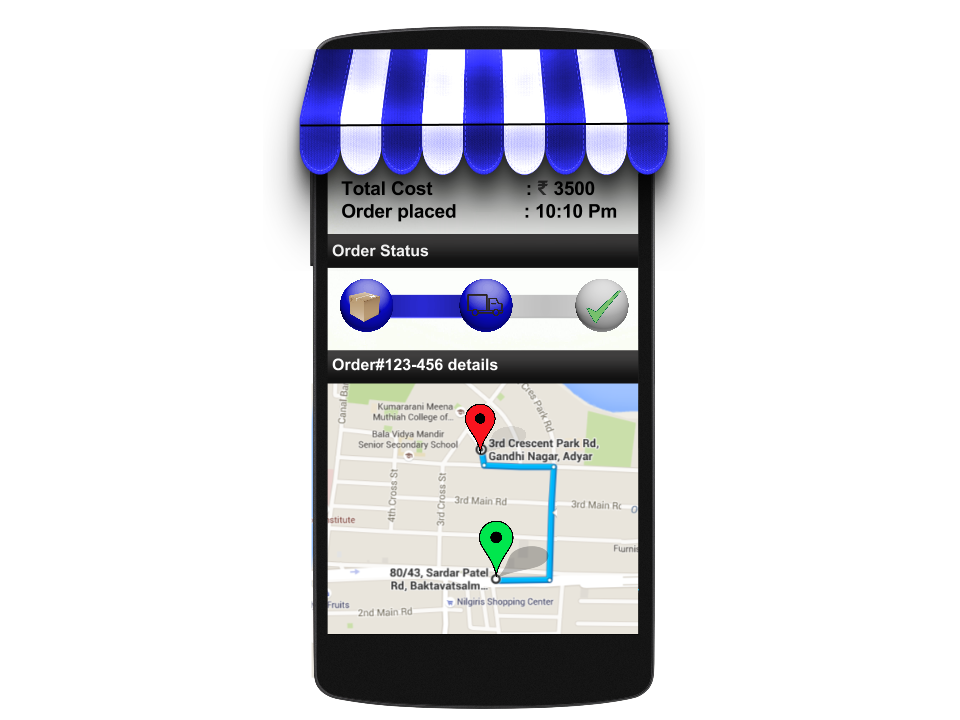 Total Cost : ₹ 3500
Order placed : 10:10 Pm
Order Status
Order#123-456 details
Canal Ba
Cres Park Rd
Kumararani Meena
Muthiah College of...
Bala Vidya Mandir
Senior Secondary School
3rd Crescent Park Rd,
Gandhi Nagar, Adyar
4th Cross St
3rd Cross St
3rd Main Rd
3rd Main Rc
stitute
Furnis
80/43, Sardar Patel
Rd, Baktavatsalm...
Nilgiris Shopping Center
Fruits
2nd Main Rd